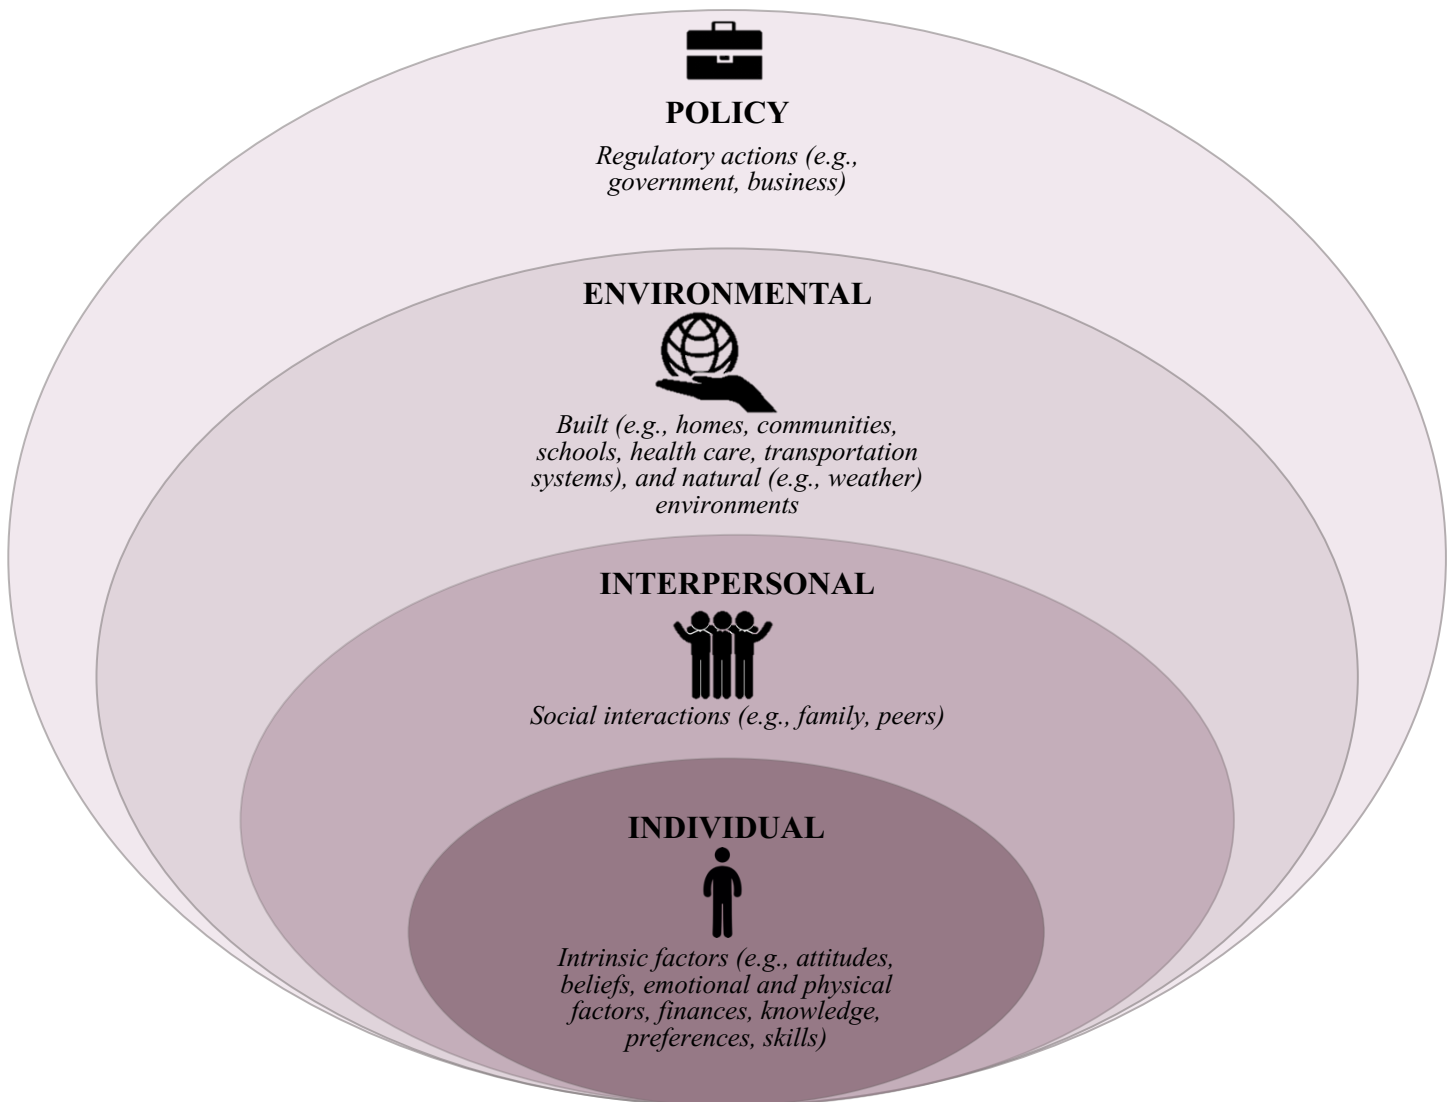 POLICY
Regulatory actions (e.g.,
government, business)
ENVIRONMENTAL
Built (e.g., homes, communities,
schools, health care, transportation
systems), and natural (e.g., weather)
environments
INTERPERSONAL
Social interactions (e.g., family, peers)
INDIVIDUAL
Intrinsic factors (e.g., attitudes,
beliefs, emotional and physical
factors, finances, knowledge,
preferences, skills)